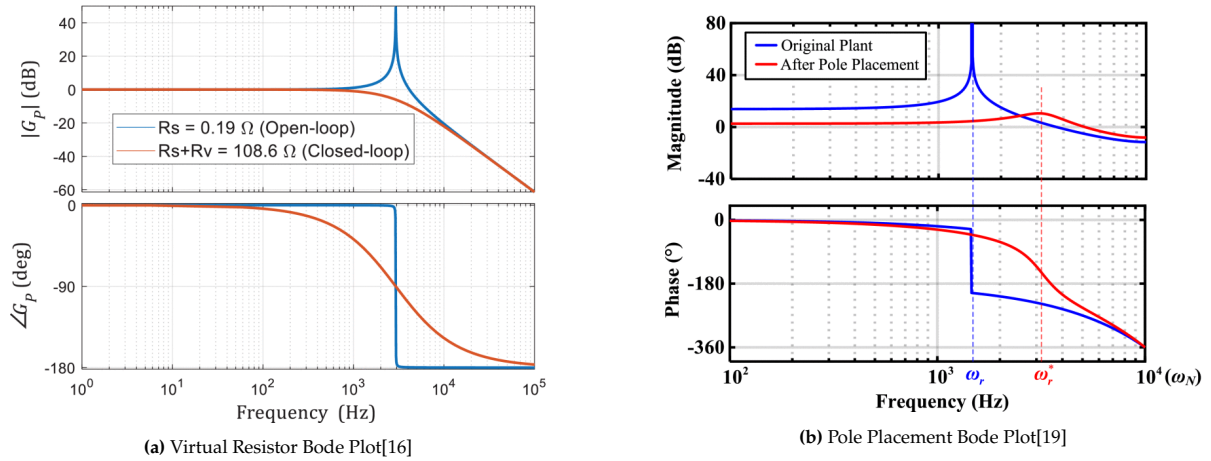 40
20
0
-20
-40
-60
|G_P| (dB)
Rs = 0.19 Ω (Open-loop)
Rs+Rv = 108.6 Ω (Closed-loop)
0
-90
-180
∠G_P (deg)
10^0 10^1 10^2 10^3 10^4 10^5
Frequency (Hz)
(a) Virtual Resistor Bode Plot[16]
80
40
0
-40
Magnitude (dB)
Original Plant
After Pole Placement
0
-180
-360
Phase (°)
10^2 10^3 ω_r ω_r^* 10^4 (ω_N)
Frequency (Hz)
(b) Pole Placement Bode Plot[19]